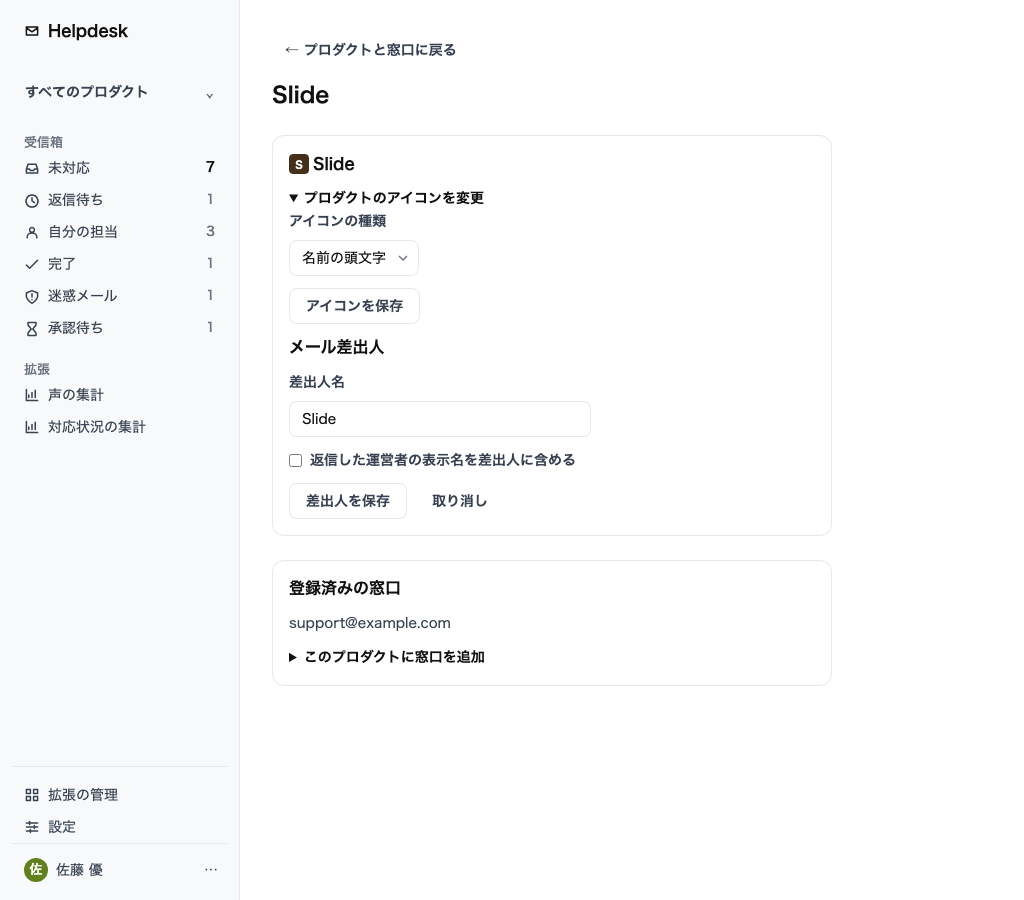 Helpdesk
すべてのプロダクト
受信箱
未対応 7
返信待ち 1
自分の担当 3
完了 1
迷惑メール 1
承認待ち 1
拡張
声の集計
対応状況の集計
拡張の管理
設定
佐 佐藤 優 …
← プロダクトと窓口に戻る
Slide
S Slide
▼ プロダクトのアイコンを変更
アイコンの種類
名前の頭文字
アイコンを保存
メール差出人
差出人名
Slide
返信した運営者の表示名を差出人に含める
差出人を保存 取り消し
登録済みの窓口
support@example.com
▶ このプロダクトに窓口を追加